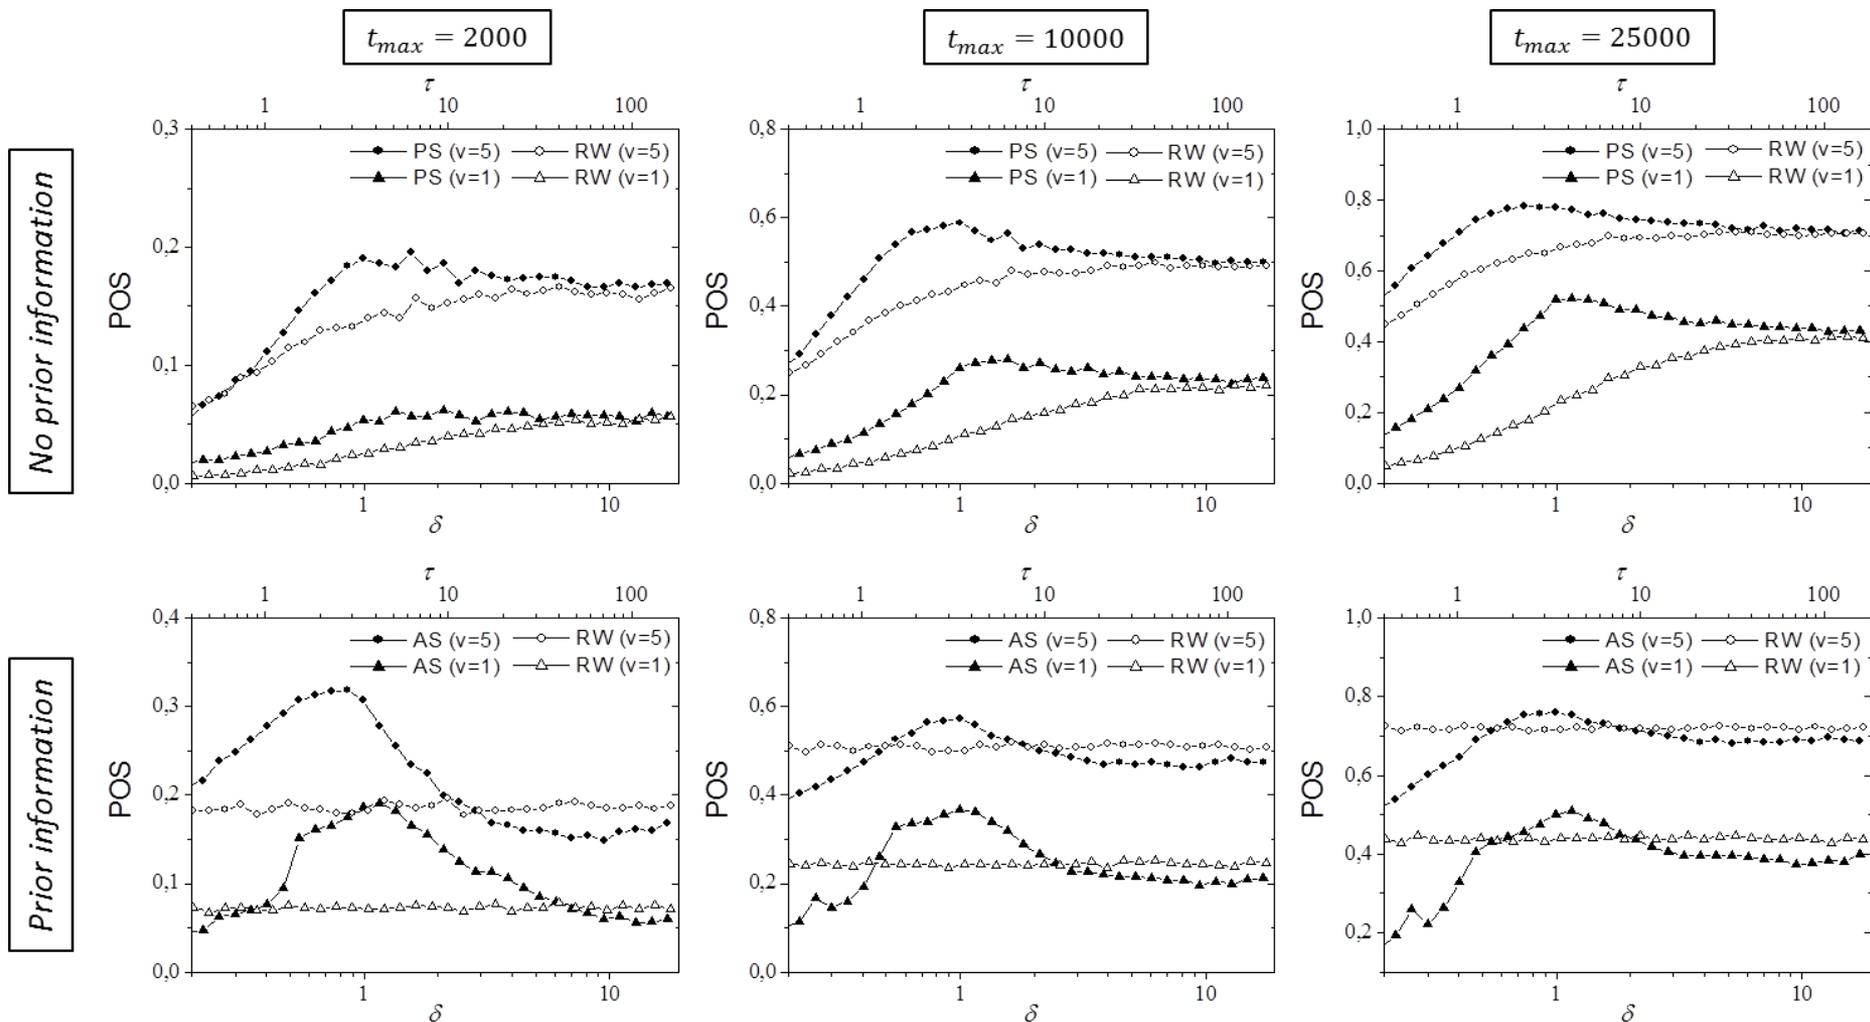 t_max = 2000
t_max = 10000
t_max = 25000
No prior information
τ
1 10 100
0,3
0,2
0,1
0,0
POS
PS (v=5) RW (v=5)
PS (v=1) RW (v=1)
1 10
δ
τ
1 10 100
0,8
0,6
0,4
0,2
0,0
POS
PS (v=5) RW (v=5)
PS (v=1) RW (v=1)
1 10
δ
τ
1 10 100
1,0
0,8
0,6
0,4
0,2
0,0
POS
PS (v=5) RW (v=5)
PS (v=1) RW (v=1)
1 10
δ
Prior information
τ
1 10 100
0,4
0,3
0,2
0,1
0,0
POS
AS (v=5) RW (v=5)
AS (v=1) RW (v=1)
1 10
δ
τ
1 10 100
0,8
0,6
0,4
0,2
0,0
POS
AS (v=5) RW (v=5)
AS (v=1) RW (v=1)
1 10
δ
τ
1 10 100
1,0
0,8
0,6
0,4
0,2
POS
AS (v=5) RW (v=5)
AS (v=1) RW (v=1)
1 10
δ